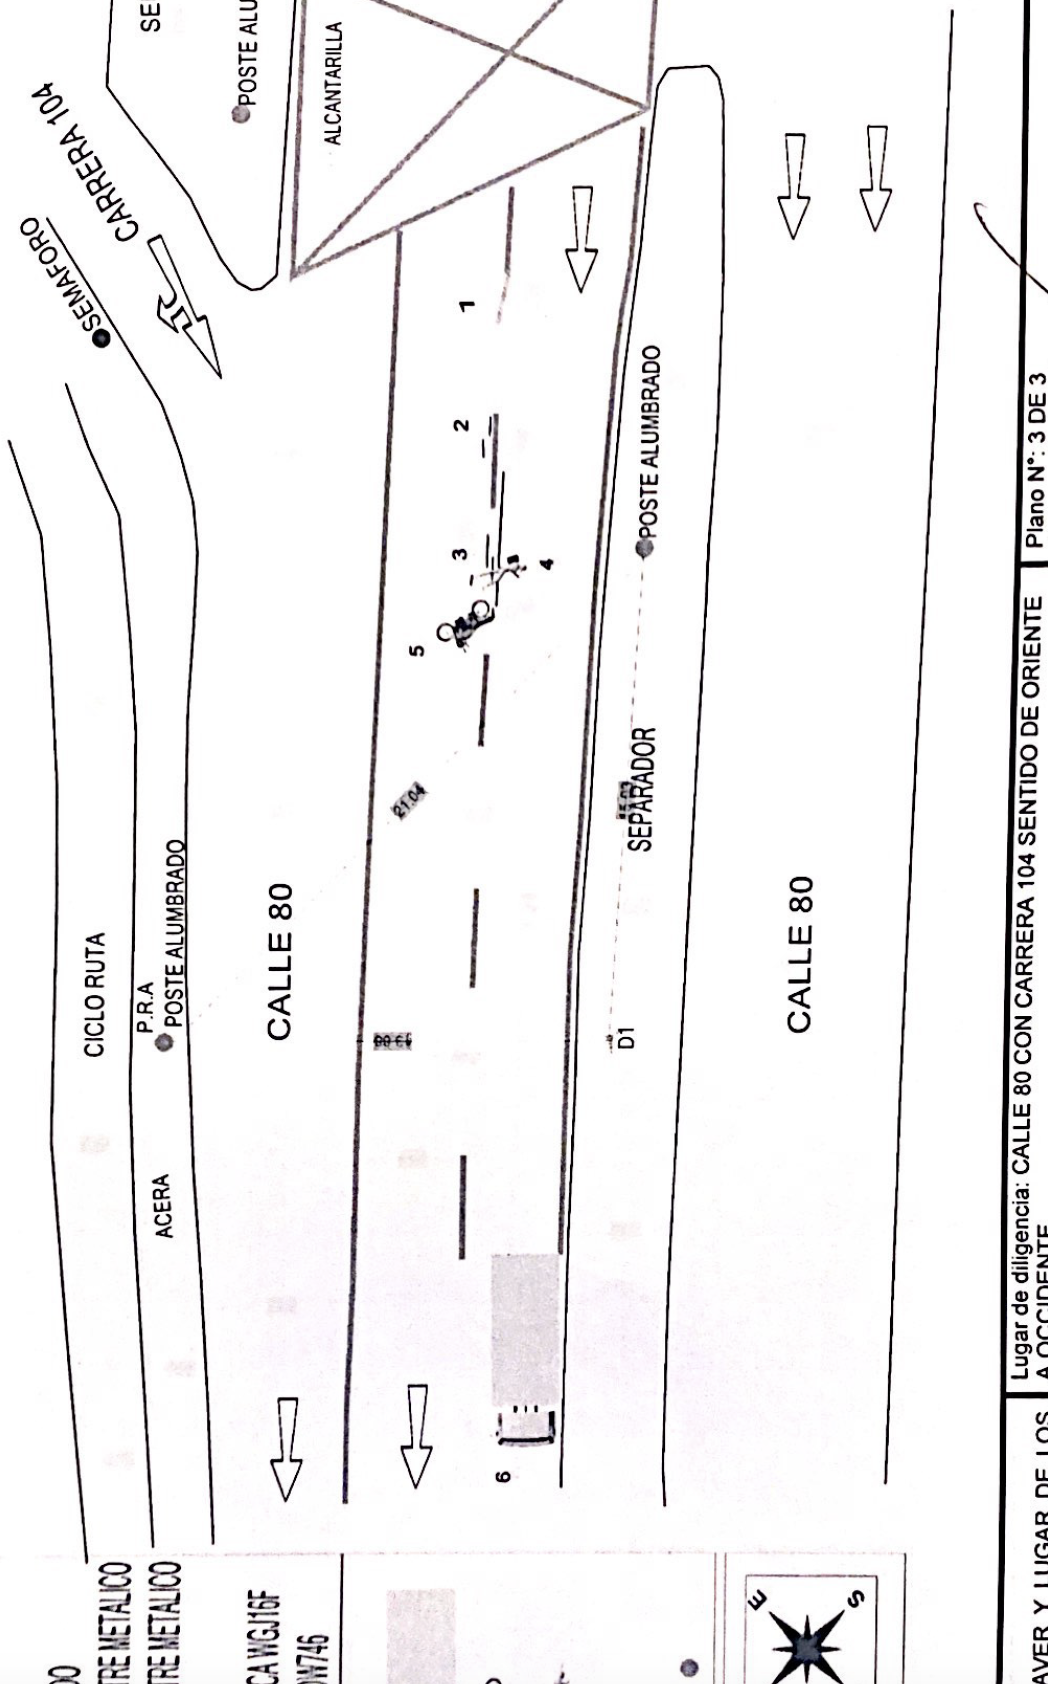 SE
POSTE ALU
ALCANTARILLA
CARRERA 104
SEMAFORO
1
2
3
4
5
POSTE ALUMBRADO
21.04
SEPARADOR
CALLE 80
CALLE 80
CICLO RUTA
P.R.A
POSTE ALUMBRADO
D1
ACERA
6
DO
TRE METALICO
TRE METALICO
CA WGJ16F
OW746
E
S
Plano N°: 3 DE 3
Lugar de diligencia: CALLE 80 CON CARRERA 104 SENTIDO DE ORIENTE
A OCCIDENTE
AVER Y LUGAR DE LOS